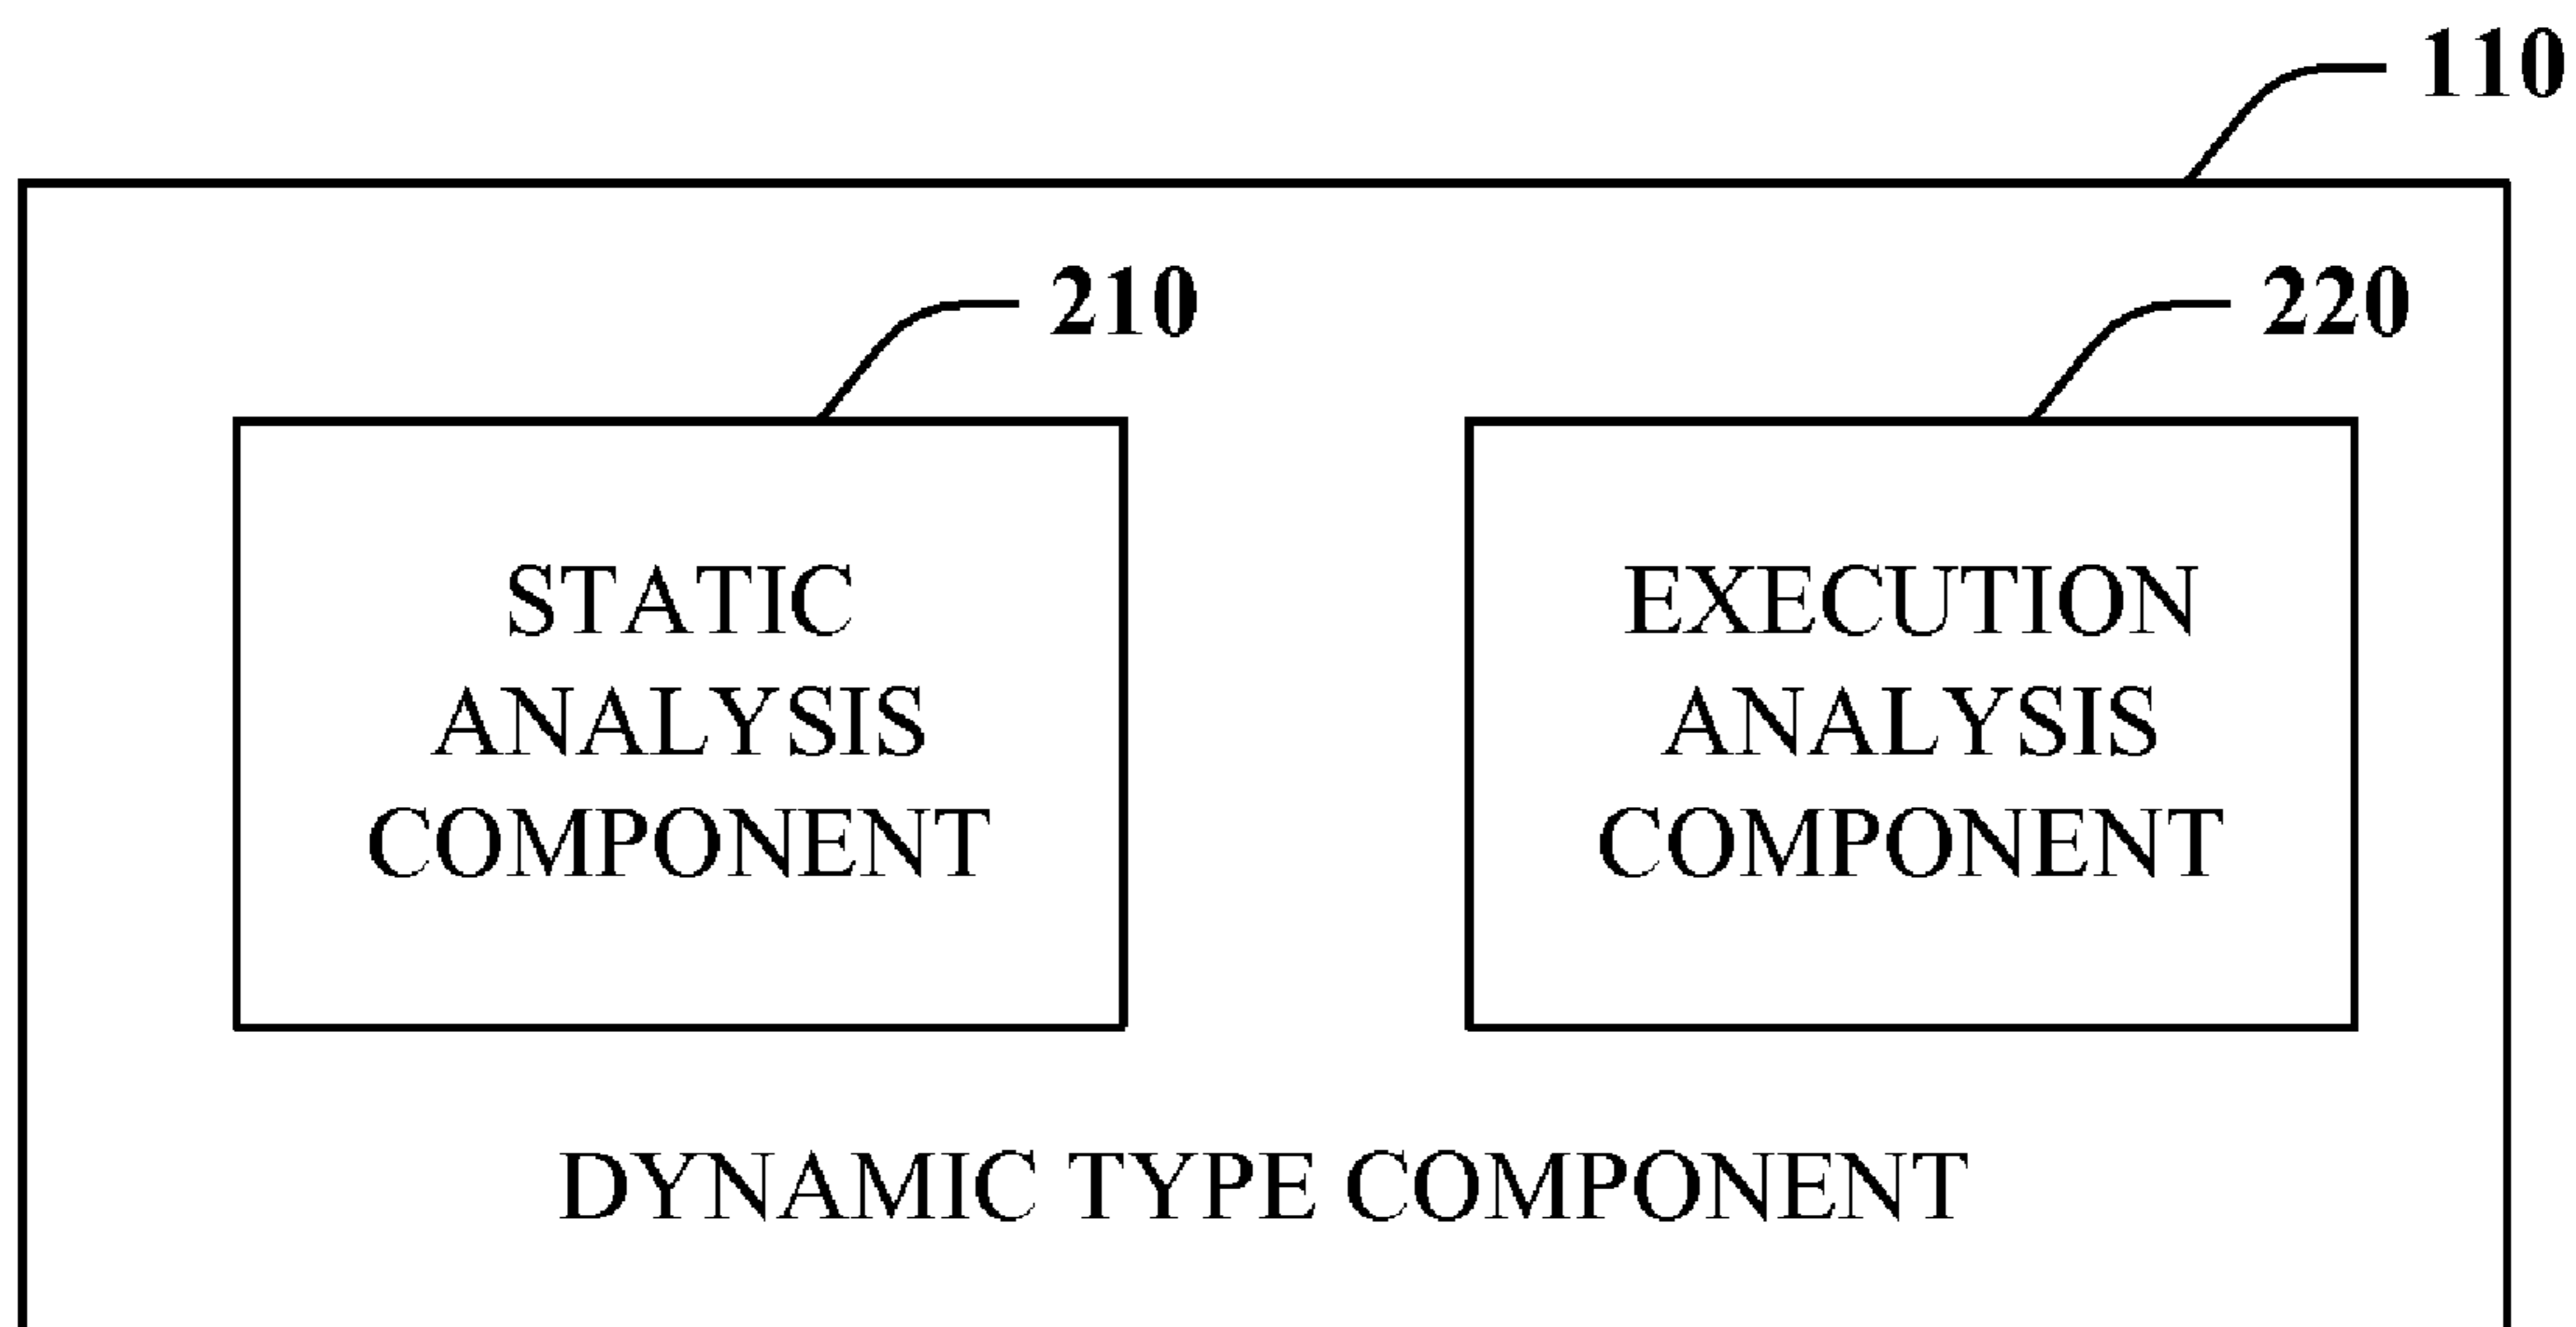 110
210
220
STATIC
ANALYSIS
COMPONENT
EXECUTION
ANALYSIS
COMPONENT
DYNAMIC TYPE COMPONENT